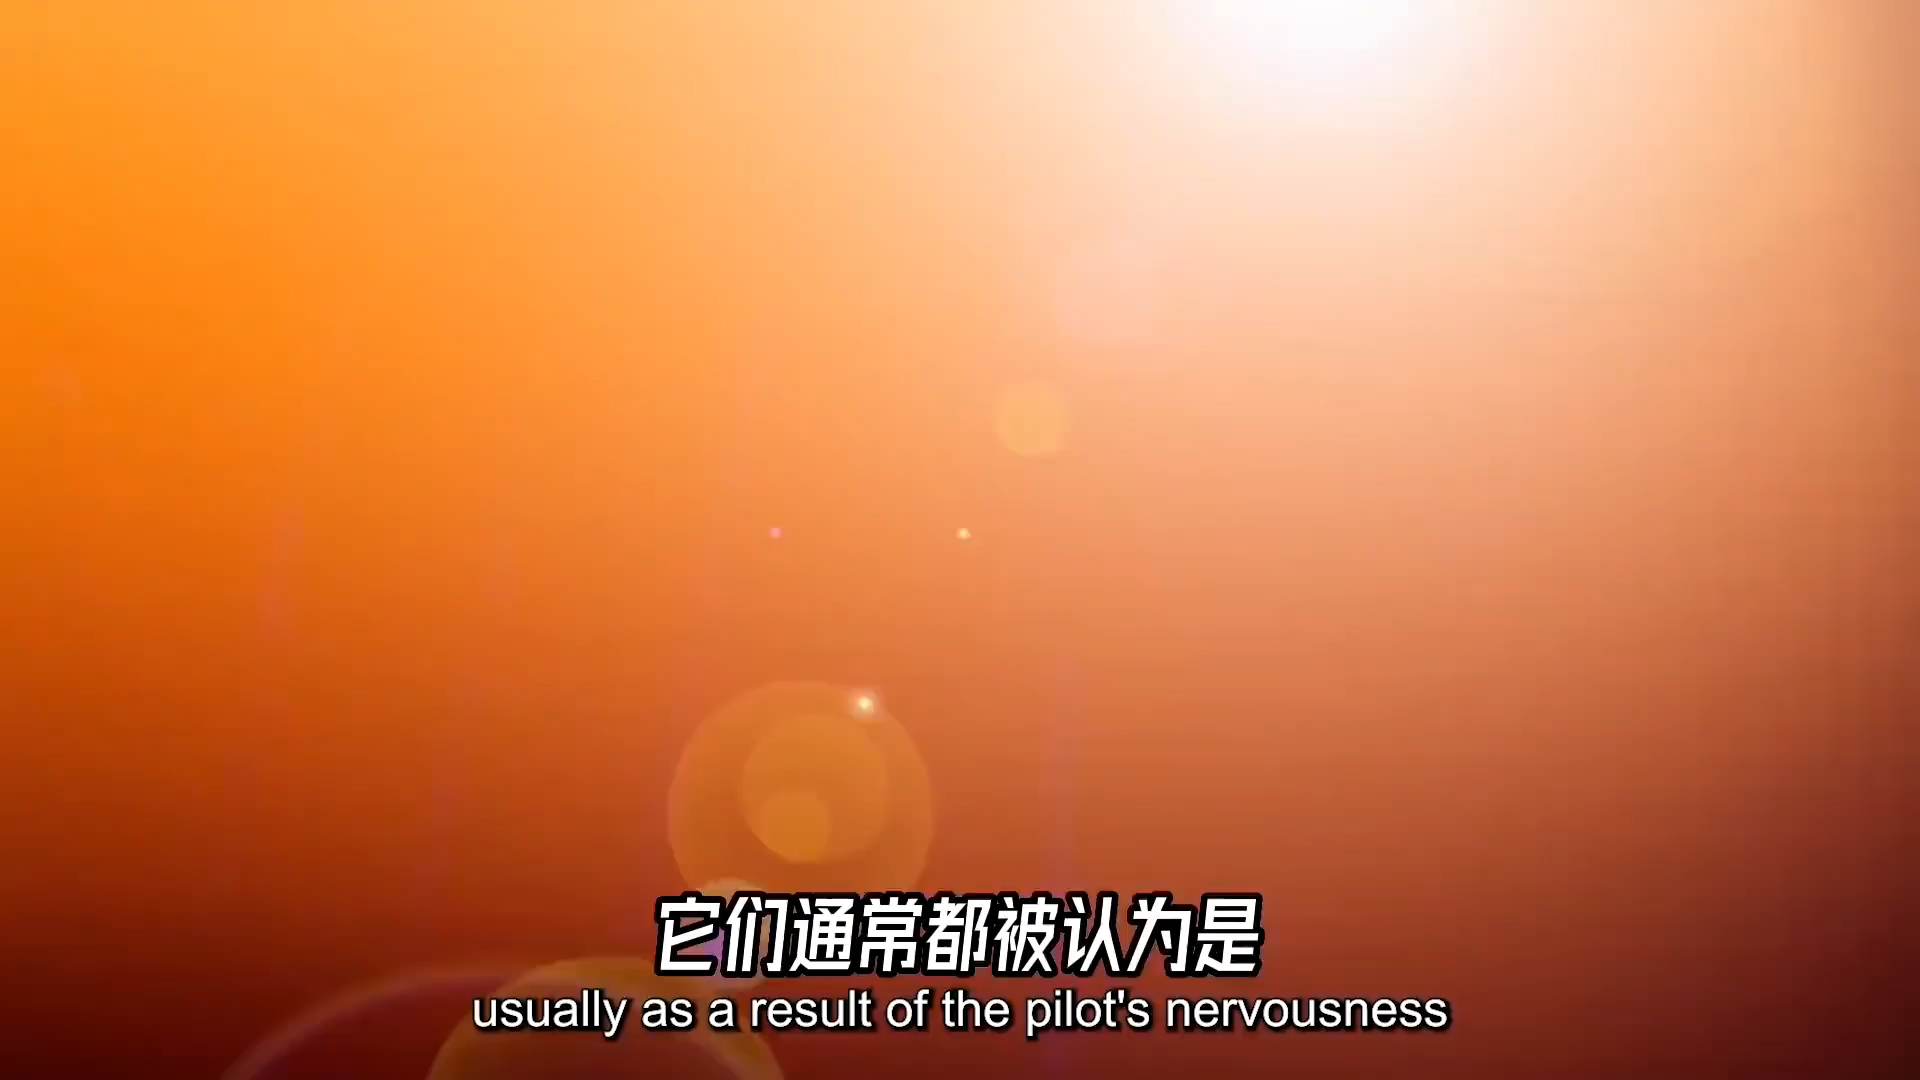 它们通常都被认为是
usually as a result of the pilot's nervousness